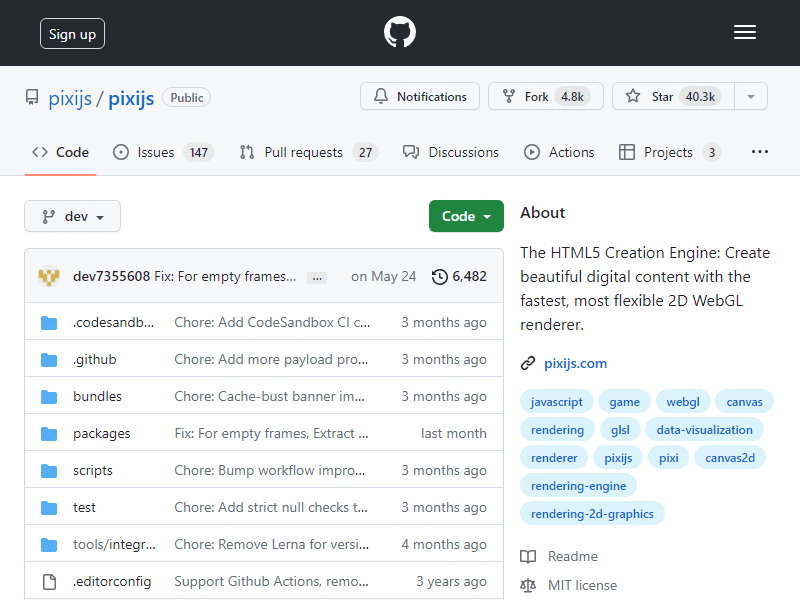 Sign up
pixijs / pixijs Public
Notifications Fork 4.8k Star 40.3k
Code Issues 147 Pull requests 27 Discussions Actions Projects 3 ...
dev
Code
dev7355608 Fix: For empty frames... ... on May 24 6,482
.codesandb... Chore: Add CodeSandbox CI c... 3 months ago
.github Chore: Add more payload pro... 3 months ago
bundles Chore: Cache-bust banner im... 3 months ago
packages Fix: For empty frames, Extract ... last month
scripts Chore: Bump workflow impro... 3 months ago
test Chore: Add strict null checks t... 3 months ago
tools/integr... Chore: Remove Lerna for versi... 4 months ago
.editorconfig Support Github Actions, remo... 3 years ago
About
The HTML5 Creation Engine: Create
beautiful digital content with the
fastest, most flexible 2D WebGL
renderer.
pixijs.com
javascript game webgl canvas
rendering glsl data-visualization
renderer pixijs pixi canvas2d
rendering-engine
rendering-2d-graphics
Readme
MIT license